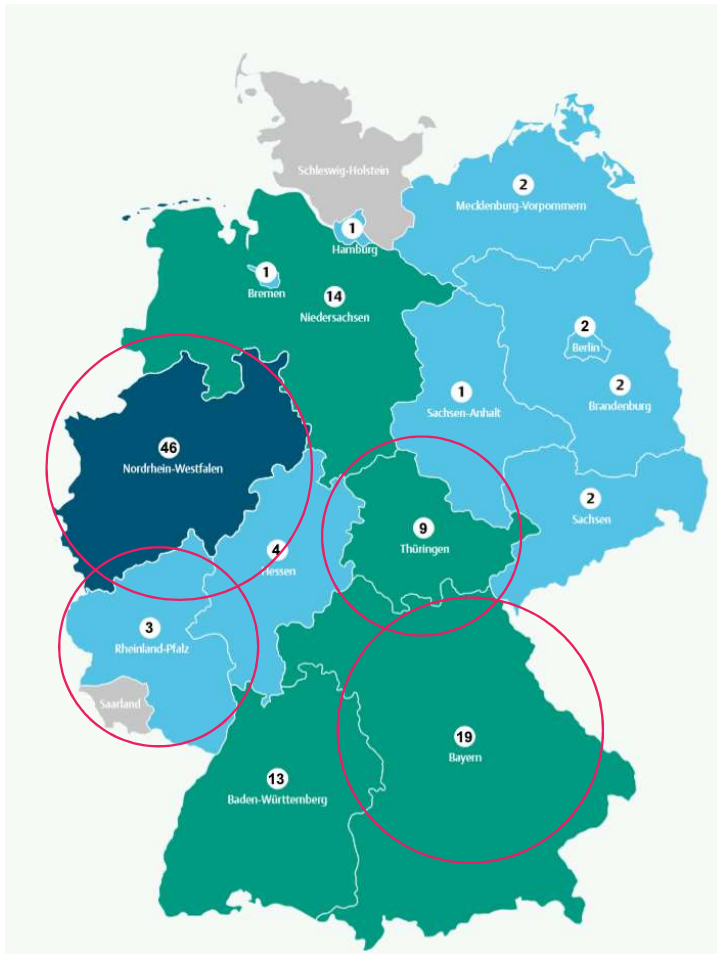 Schleswig-Holstein
2
Mecklenburg-Vorpommern
1
Hamburg
1
Bremen
14
Niedersachsen
2
Berlin
2
Brandenburg
1
Sachsen-Anhalt
46
Nordrhein-Westfalen
2
Sachsen
9
Thüringen
4
Hessen
3
Rheinland-Pfalz
Saarland
19
Bayern
13
Baden-Württemberg